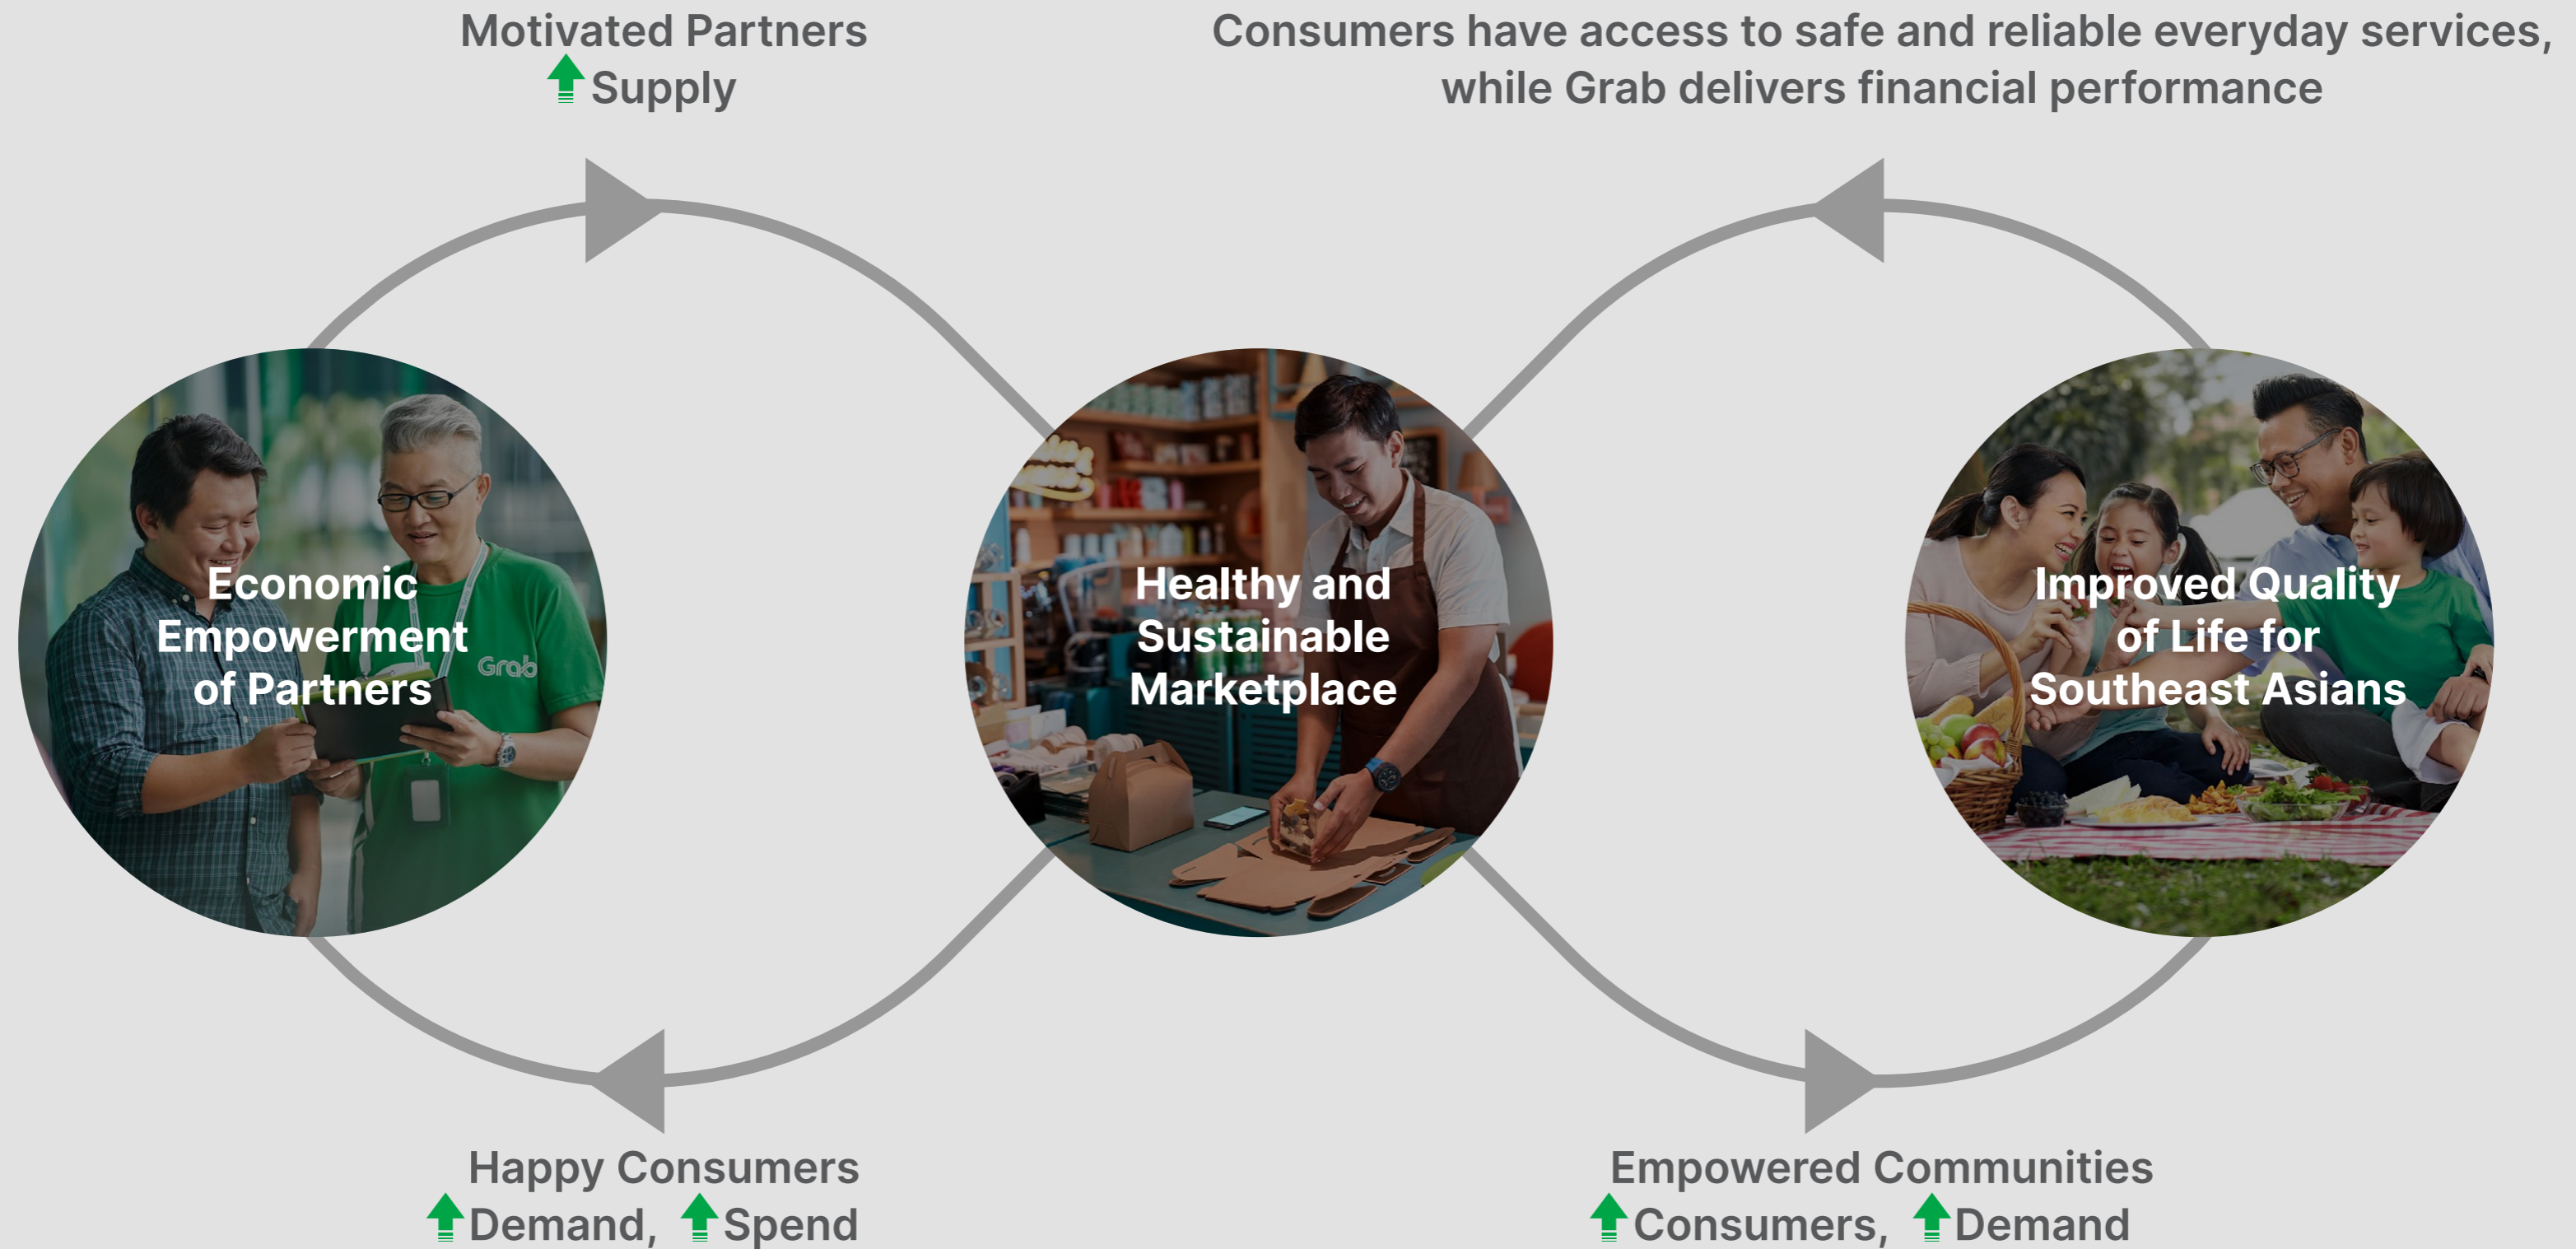 Motivated Partners
Supply
Consumers have access to safe and reliable everyday services,
while Grab delivers financial performance
Economic
Empowerment
of Partners
Grab
Healthy and
Sustainable
Marketplace
Improved Quality
of Life for
Southeast Asians
Happy Consumers
Demand, Spend
Empowered Communities
Consumers, Demand